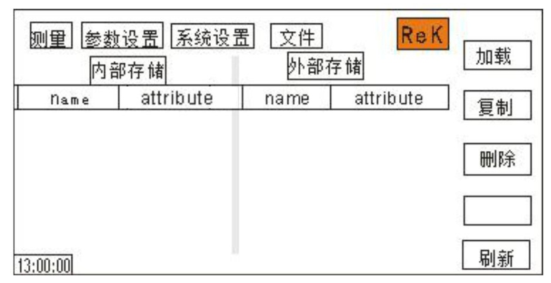 测量 参数设置 系统设置 文件 ReK
加载
内部存储 外部存储
name attribute name attribute
复制
删除
刷新
13:00:00